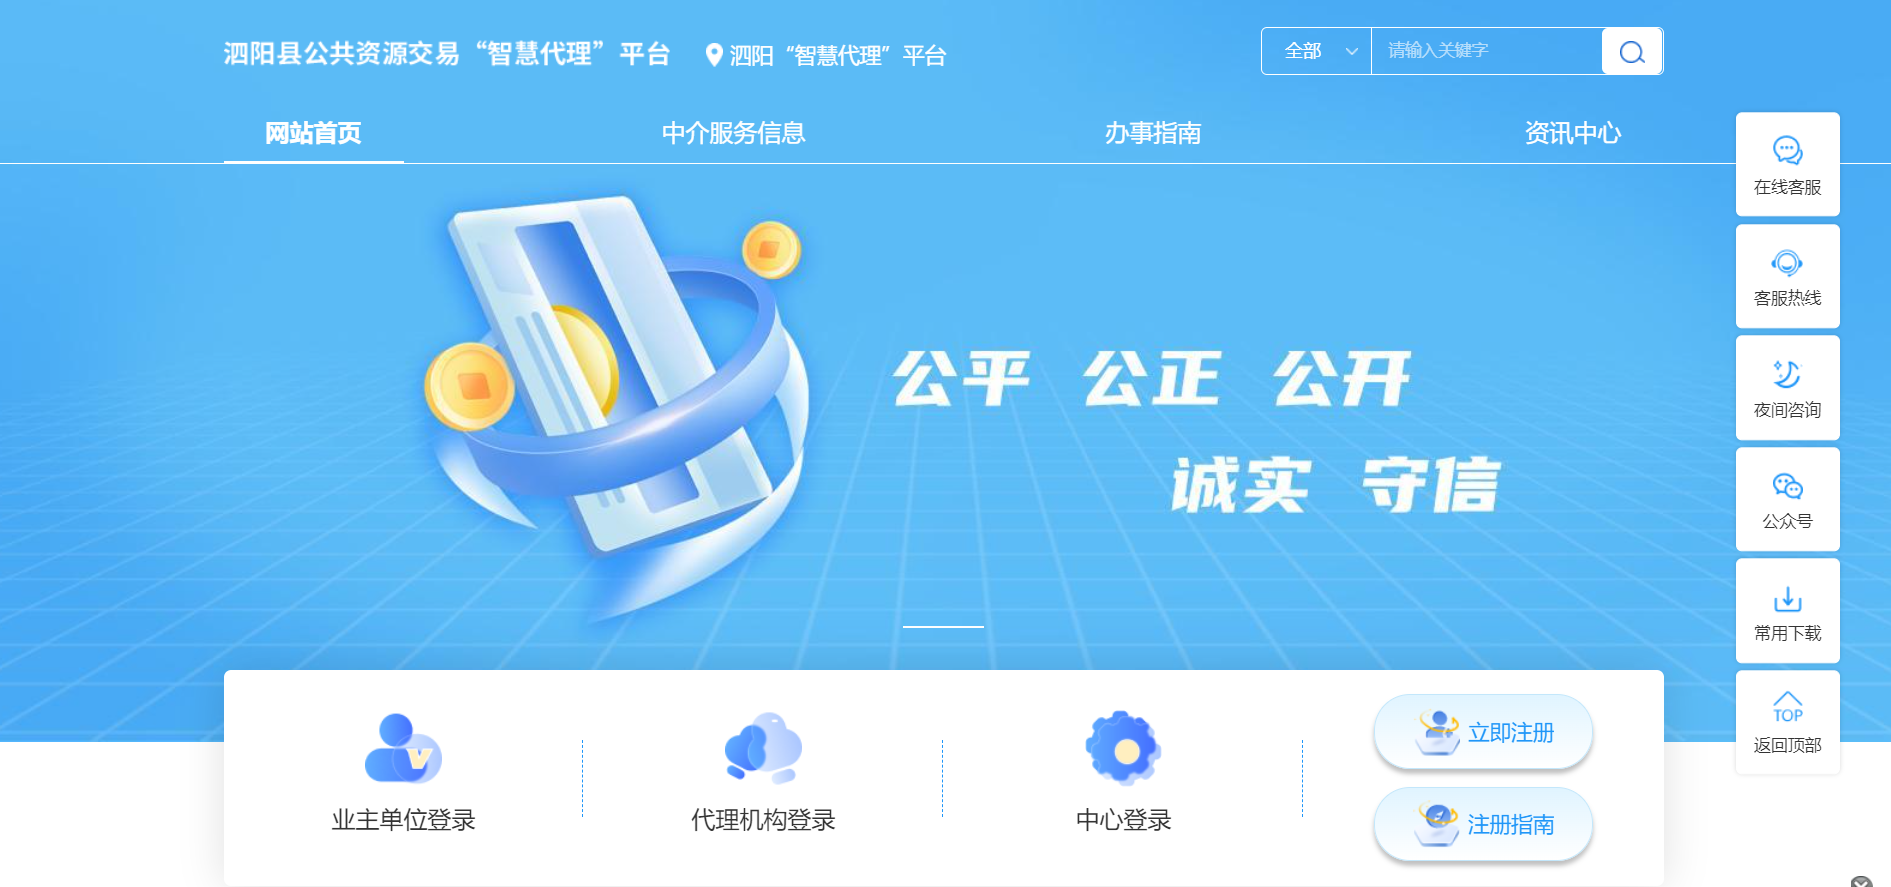 泗阳县公共资源交易“智慧代理”平台
泗阳“智慧代理”平台
全部
请输入关键字
网站首页
中介服务信息
办事指南
资讯中心
公平 公正 公开
诚实 守信
在线客服
客服热线
夜间咨询
公众号
常用下载
TOP
返回顶部
业主单位登录
代理机构登录
中心登录
立即注册
注册指南